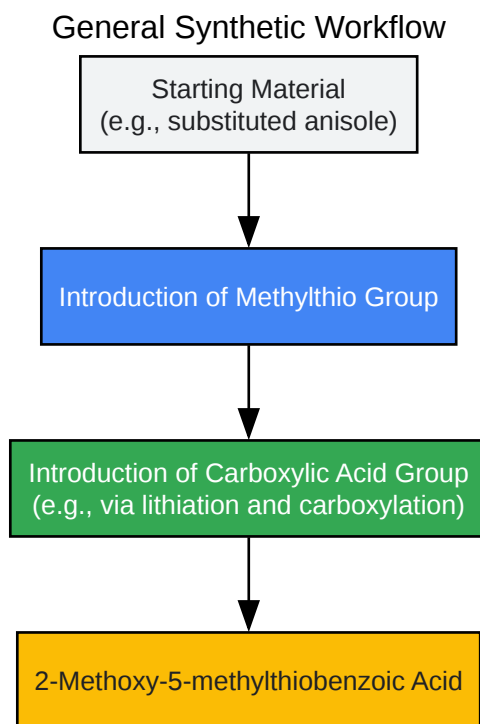 General Synthetic Workflow
Starting Material
(e.g., substituted anisole)
Introduction of Methylthio Group
Introduction of Carboxylic Acid Group
(e.g., via lithiation and carboxylation)
2-Methoxy-5-methylthiobenzoic Acid